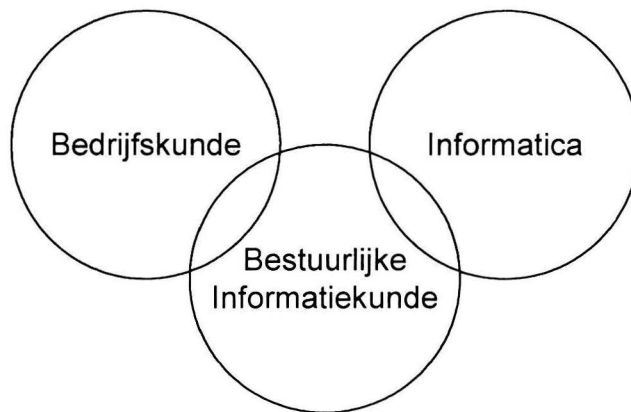 Bedrijfskunde
Informatica
Bestuurlijke
Informatiekunde